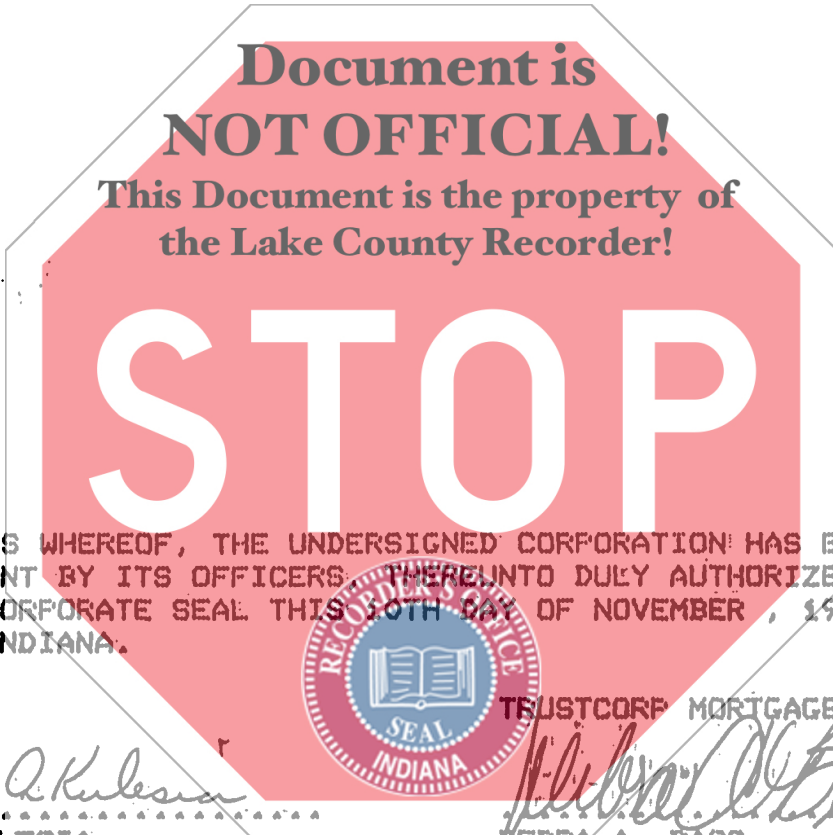 Document is
NOT OFFICIAL!
This Document is the property of
the Lake County Recorder!
STOP
S WHEREOF, THE UNDERSIGNED CORPORATION HAS
NT BY ITS OFFICERS, THEREUNTO DULY AUTHORIZE
ORPORATE SEAL THIS 10TH DAY OF NOVEMBER , 19
NDIANA.
RECORDER'S OFFICE
SEAL
INDIANA
TRUSTCORP MORTGAGE